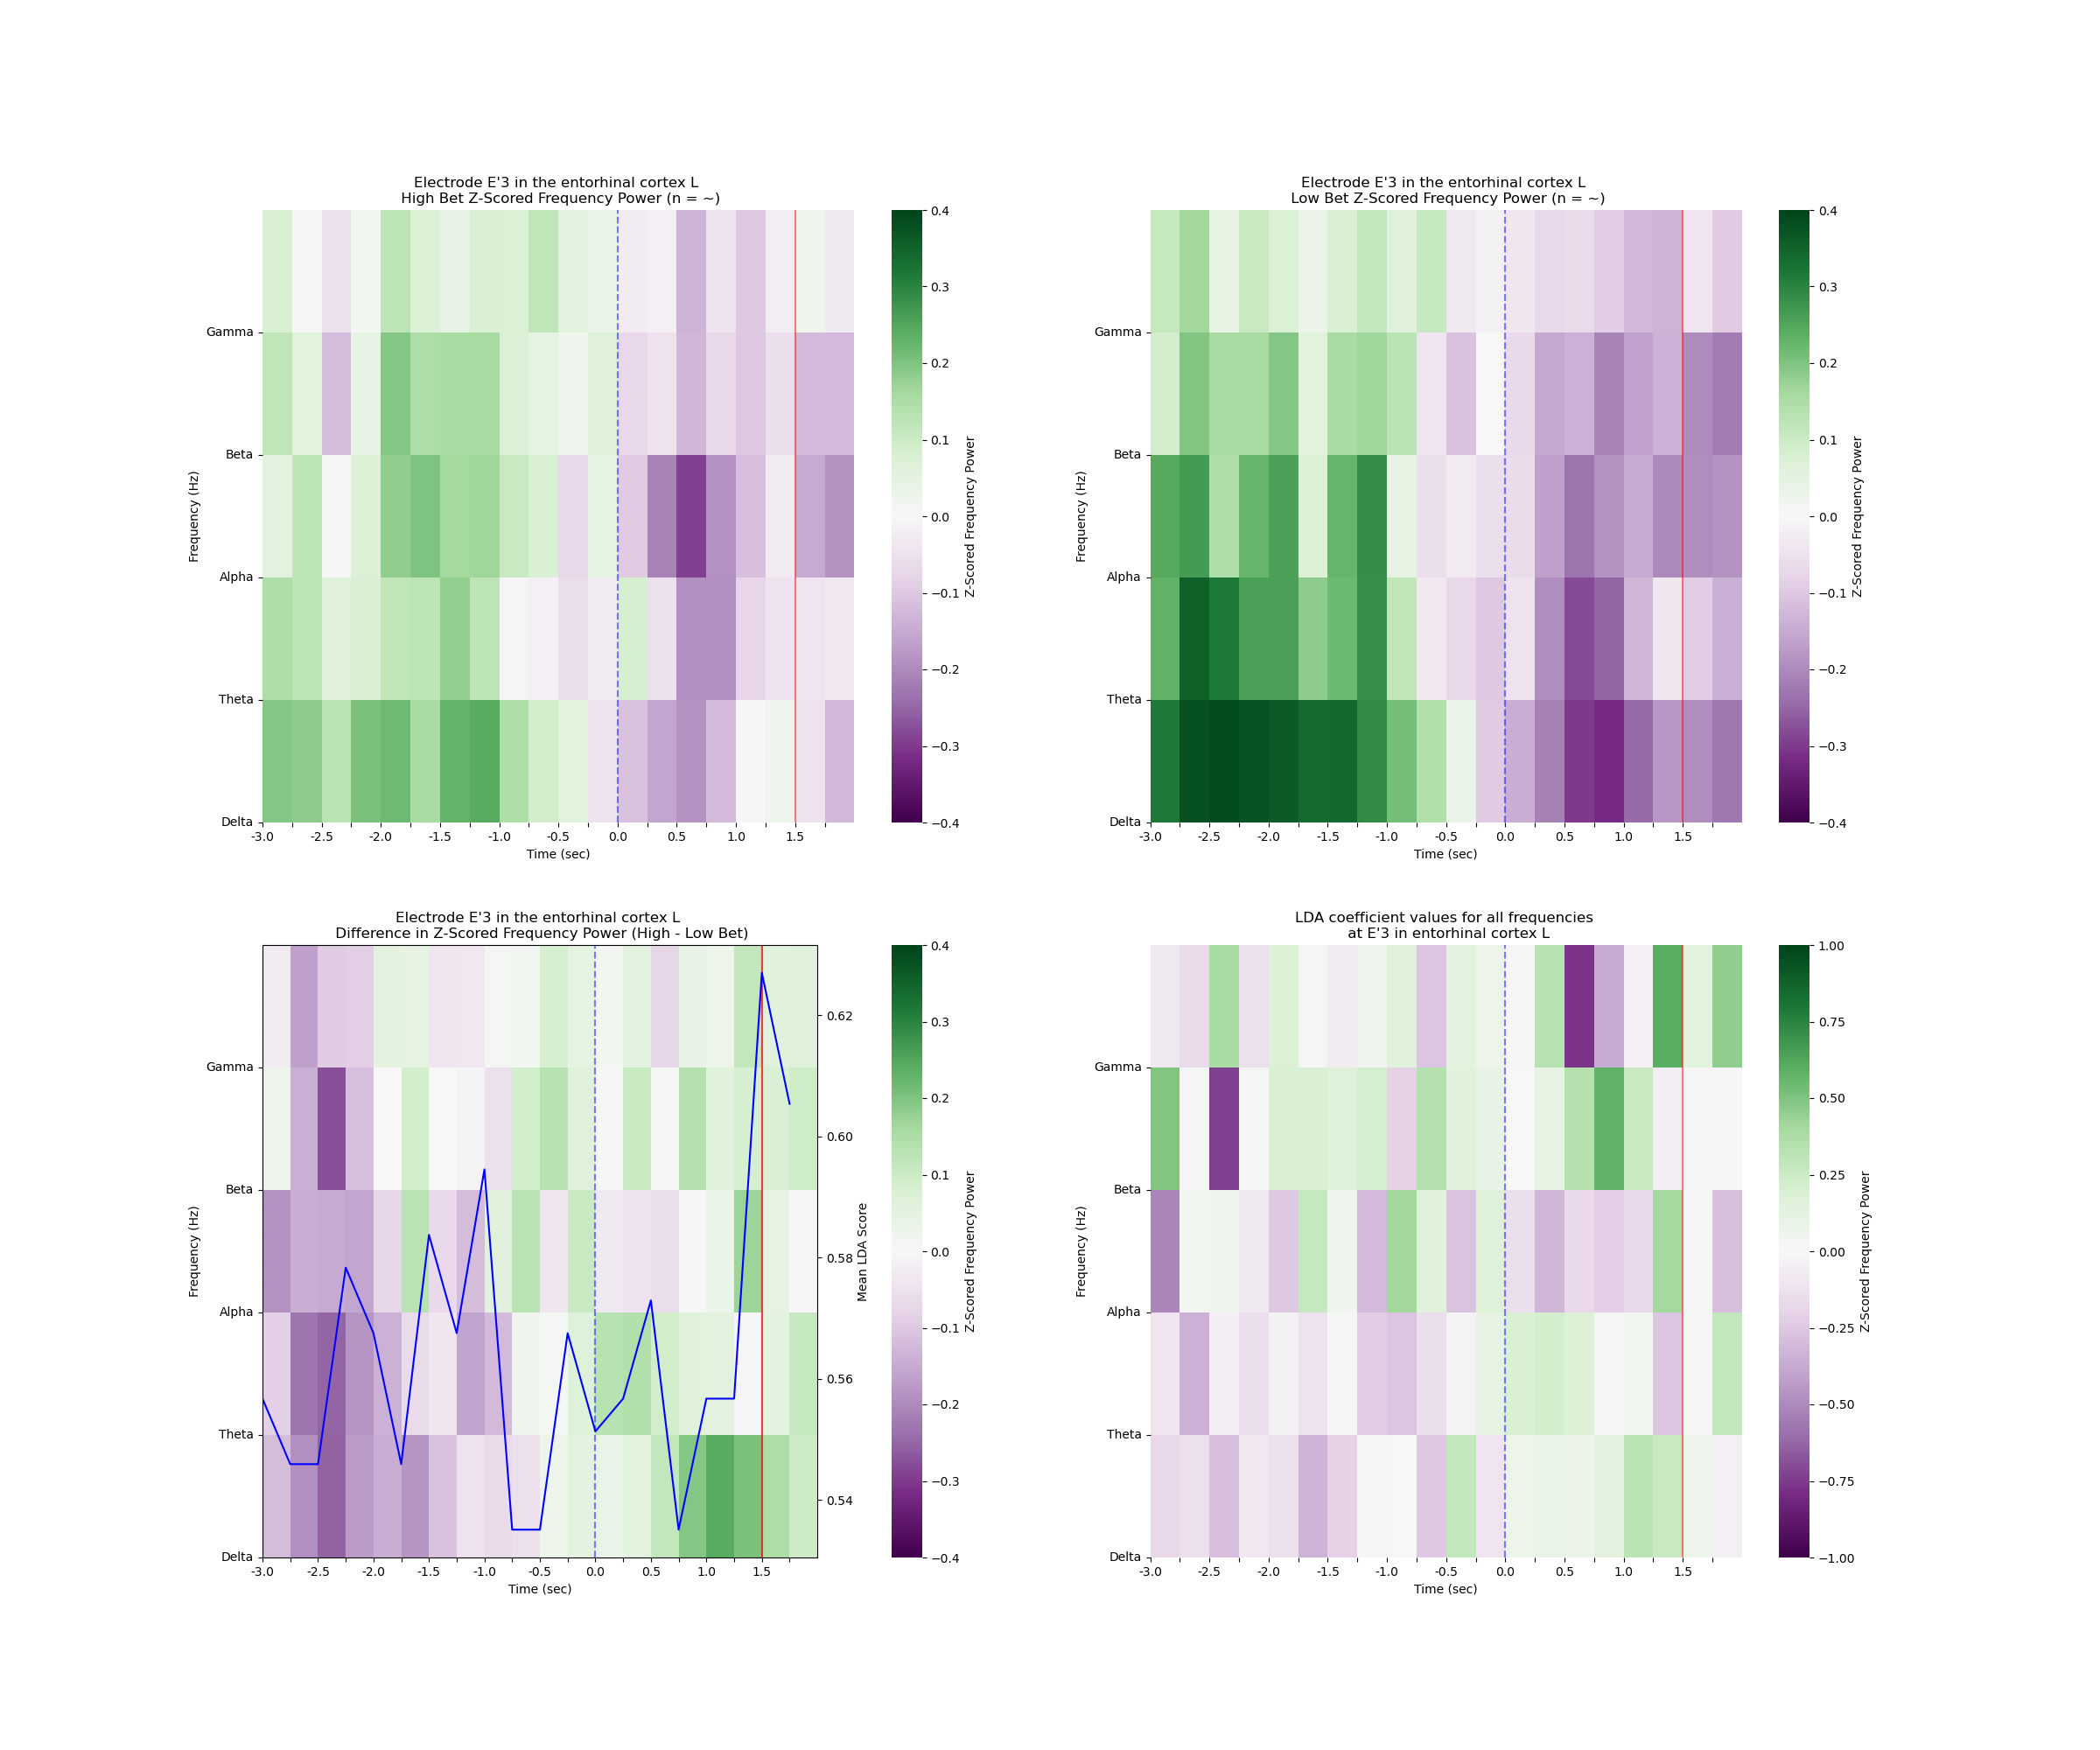 Electrode E'3 in the entorhinal cortex L
High Bet Z-Scored Frequency Power (n = ~)
Gamma
Beta
Alpha
Theta
Delta
Frequency (Hz)
-3.0 -2.5 -2.0 -1.5 -1.0 -0.5 0.0 0.5 1.0 1.5
Time (sec)
0.4
0.3
0.2
0.1
0.0
−0.1
−0.2
−0.3
−0.4
Z-Scored Frequency Power
Electrode E'3 in the entorhinal cortex L
Low Bet Z-Scored Frequency Power (n = ~)
Gamma
Beta
Alpha
Theta
Delta
Frequency (Hz)
-3.0 -2.5 -2.0 -1.5 -1.0 -0.5 0.0 0.5 1.0 1.5
Time (sec)
0.4
0.3
0.2
0.1
0.0
−0.1
−0.2
−0.3
−0.4
Z-Scored Frequency Power
Electrode E'3 in the entorhinal cortex L
Difference in Z-Scored Frequency Power (High - Low Bet)
Gamma
Beta
Alpha
Theta
Delta
Frequency (Hz)
-3.0 -2.5 -2.0 -1.5 -1.0 -0.5 0.0 0.5 1.0 1.5
Time (sec)
0.62
0.60
0.58
0.56
0.54
Mean LDA Score
0.4
0.3
0.2
0.1
0.0
−0.1
−0.2
−0.3
−0.4
Z-Scored Frequency Power
LDA coefficient values for all frequencies
at E'3 in entorhinal cortex L
Gamma
Beta
Alpha
Theta
Delta
Frequency (Hz)
-3.0 -2.5 -2.0 -1.5 -1.0 -0.5 0.0 0.5 1.0 1.5
Time (sec)
1.00
0.75
0.50
0.25
0.00
−0.25
−0.50
−0.75
−1.00
Z-Scored Frequency Power